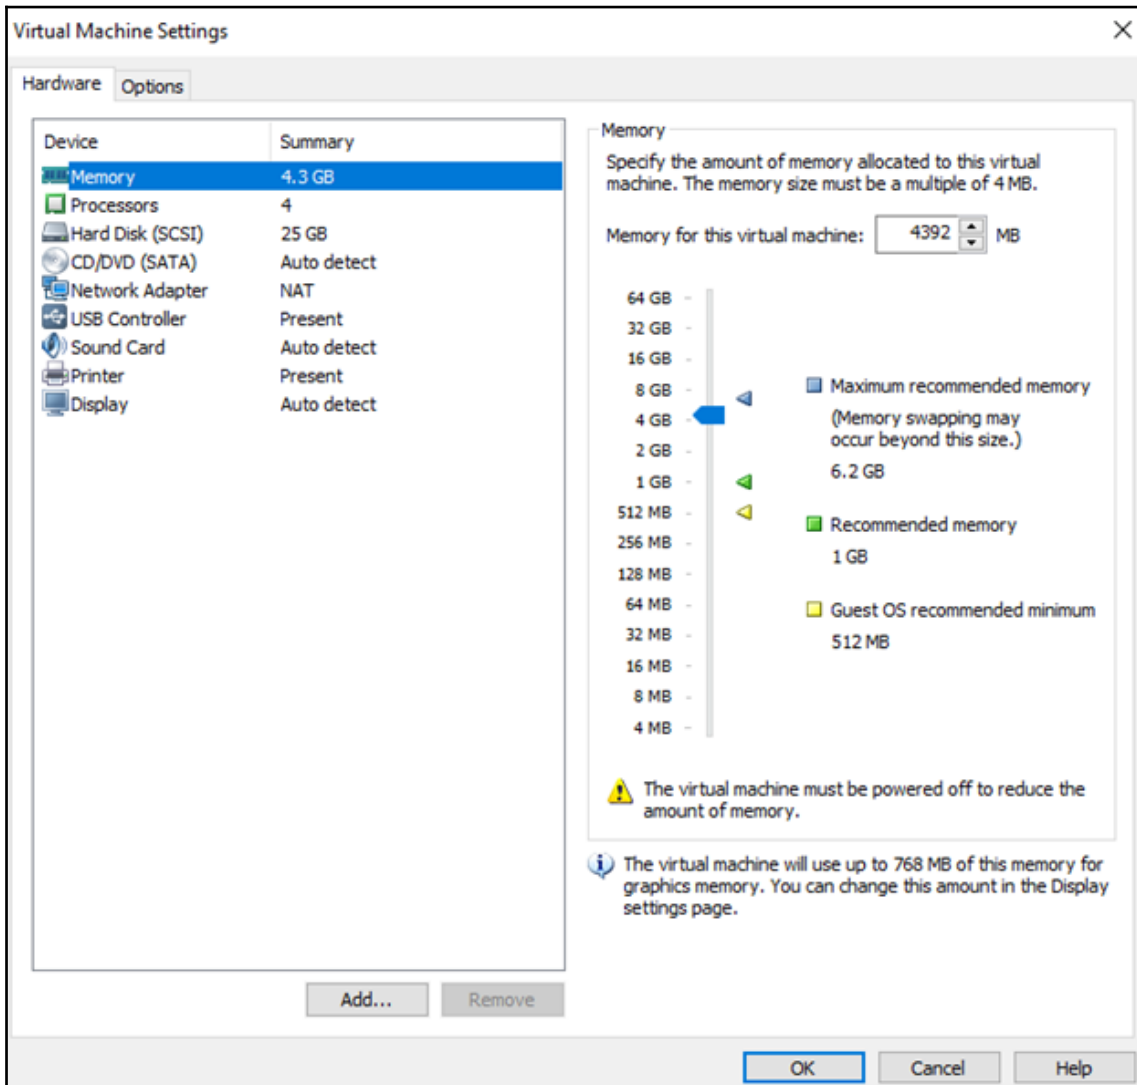 Virtual Machine Settings
Hardware Options
Device Summary
Memory 4.3 GB
Processors 4
Hard Disk (SCSI) 25 GB
CD/DVD (SATA) Auto detect
Network Adapter NAT
USB Controller Present
Sound Card Auto detect
Printer Present
Display Auto detect
Add... Remove
Memory
Specify the amount of memory allocated to this virtual
machine. The memory size must be a multiple of 4 MB.
Memory for this virtual machine: 4392 MB
64 GB
32 GB
16 GB
8 GB
4 GB
2 GB
1 GB
512 MB
256 MB
128 MB
64 MB
32 MB
16 MB
8 MB
4 MB
Maximum recommended memory
(Memory swapping may
occur beyond this size.)
6.2 GB
Recommended memory
1 GB
Guest OS recommended minimum
512 MB
The virtual machine must be powered off to reduce the
amount of memory.
The virtual machine will use up to 768 MB of this memory for
graphics memory. You can change this amount in the Display
settings page.
OK Cancel Help